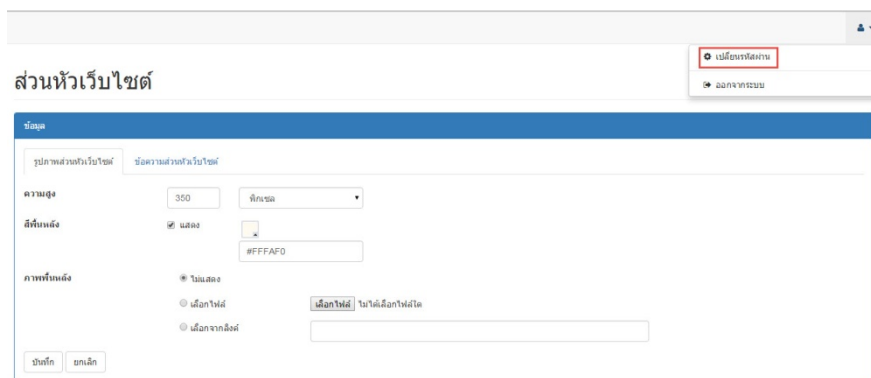 เปลี่ยนรหัสผ่าน
ออกจากระบบ
ส่วนหัวเว็บไซต์
ข้อมูล
รูปภาพส่วนหัวเว็บไซต์ ข้อความส่วนหัวเว็บไซต์
ความสูง 350 พิกเซล
สีพื้นหลัง แสดง
#FFFAF0
ภาพพื้นหลัง ไม่แสดง
เลือกไฟล์ เลือกไฟล์ ไม่ได้เลือกไฟล์ใด
เลือกจากลิงค์
บันทึก ยกเลิก